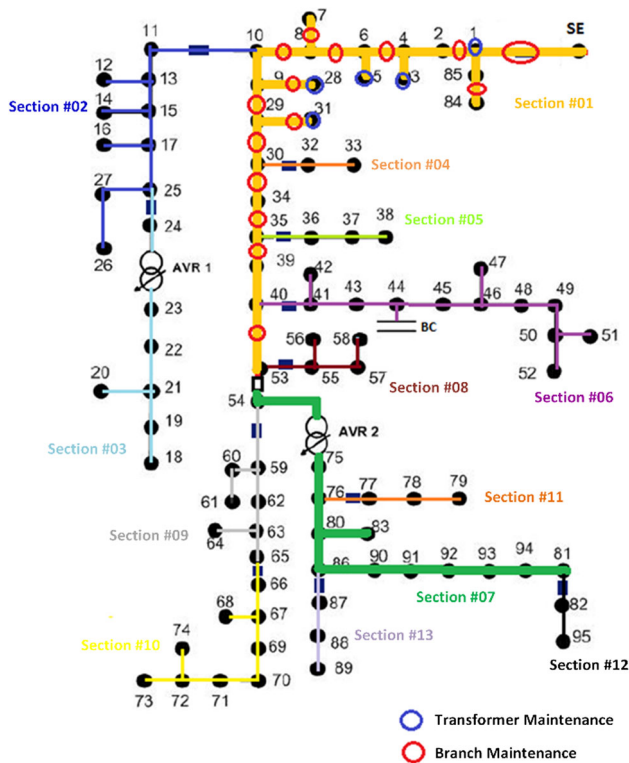 7
11 10 8 6 4 2 1 SE
12 13 9 28 5 3 85
14 29 31 84 Section #01
Section #02 15
16 17 30 32 33 Section #04
27 25 34
24 35 36 37 38 Section #05
26 AVR 1 39 42 47
23 40 41 43 44 45 46 48 49
BC
22 56 58 50 51
20 21 53 55 57 52
Section #08 Section #06
19 54
Section #03 AVR 2
18 75
60 59 76 77 78 79 Section #11
61 62 80 83
Section #09 63
64 65 86 90 91 92 93 94 81
66 87 Section #07 82
68 67
74 88 Section #13 95
Section #10 69 89 Section #12
73 72 71 70
Transformer Maintenance
Branch Maintenance